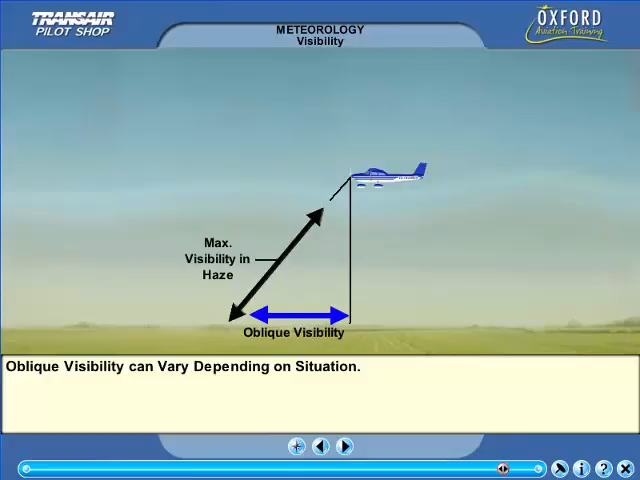 TRANSAIR
PILOT SHOP
METEOROLOGY
Visibility
OXFORD
Aviation Training
Max.
Visibility in
Haze
Oblique Visibility
Oblique Visibility can Vary Depending on Situation.